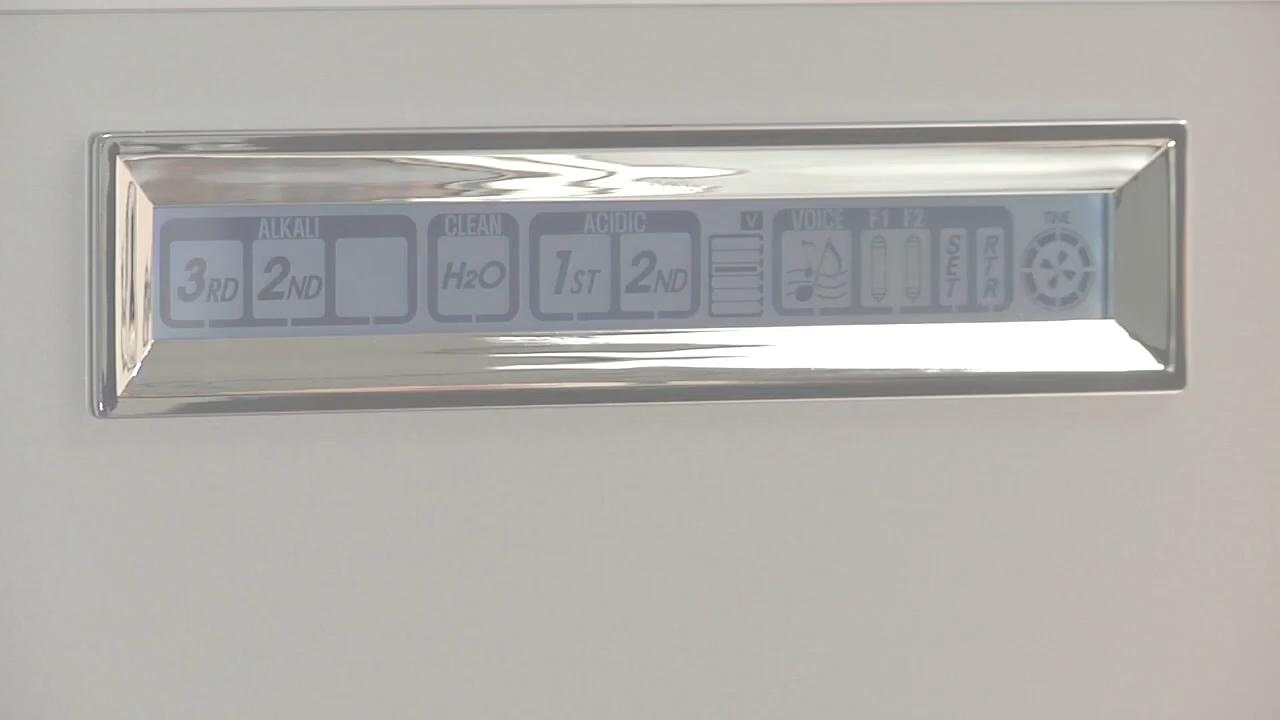 ALKALI CLEAN ACIDIC V VOICE F1 F2 TIME
3RD 2ND H2O 1ST 2ND SET RTR